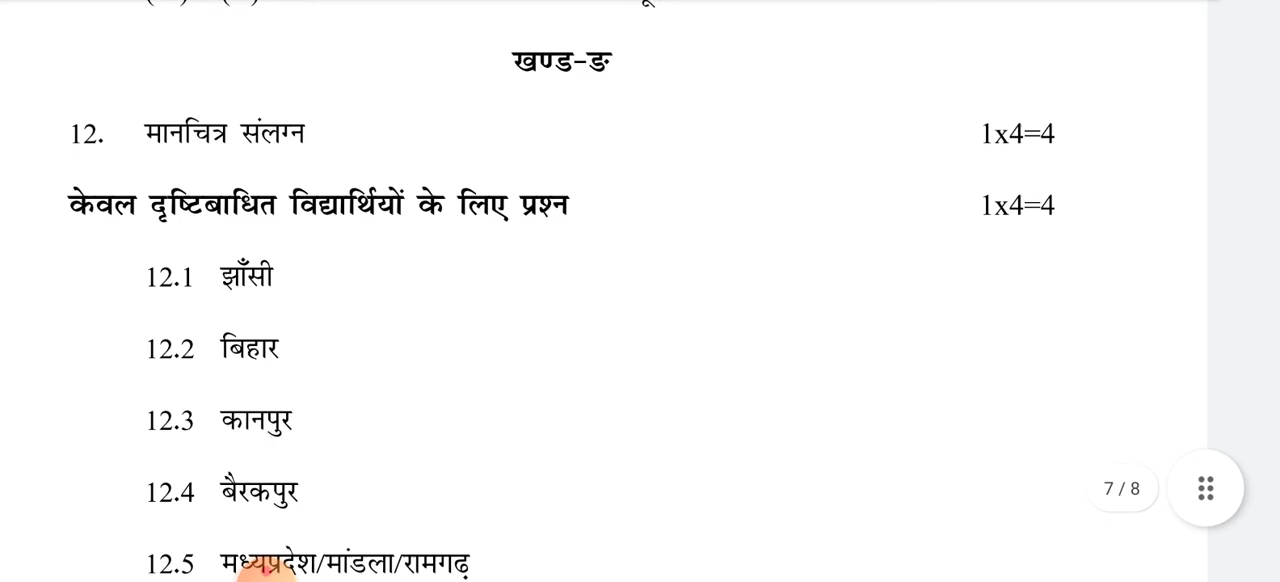 खण्ड-ङ
12. मानचित्र संलग्न 1x4=4
केवल दृष्टिबाधित विद्यार्थियों के लिए प्रश्न 1x4=4
12.1 झाँसी
12.2 बिहार
12.3 कानपुर
12.4 बैरकपुर
7 / 8
12.5 मध्यप्रदेश/मांडला/रामगढ़